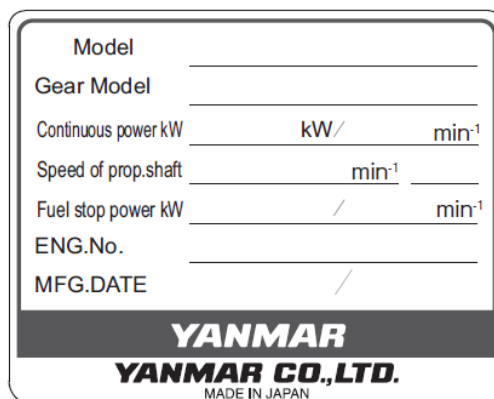 Model
Gear Model
Continuous power kW kW/ min-1
Speed of prop.shaft min-1
Fuel stop power kW / min-1
ENG.No.
MFG.DATE /
YANMAR
YANMAR CO.,LTD.
MADE IN JAPAN